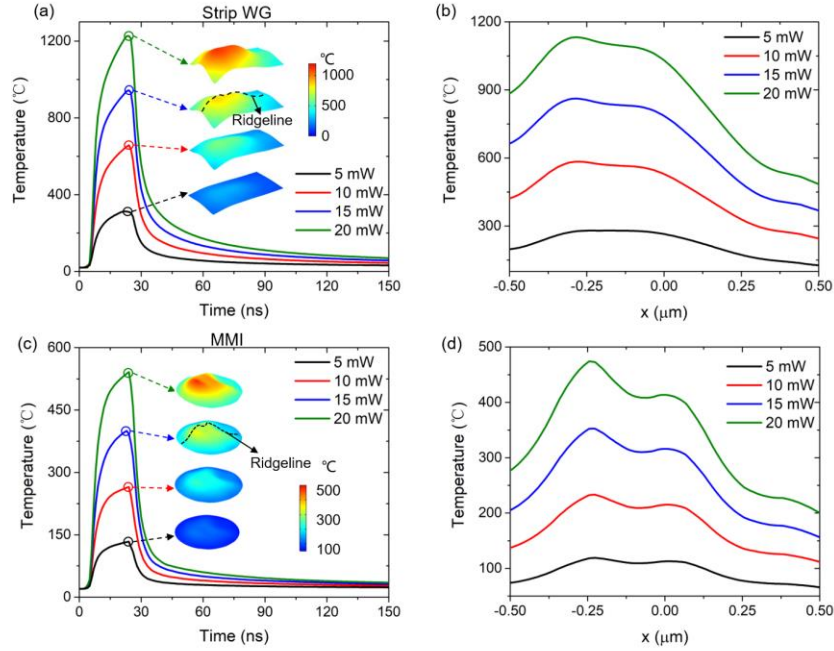 (a)
Strip WG
1200
900
600
300
0
Temperature (℃)
0
30
60
90
120
150
Time (ns)
℃
1000
500
0
Ridgeline
5 mW
10 mW
15 mW
20 mW
(b)
1200
900
600
300
Temperature (℃)
-0.50
-0.25
0.00
0.25
0.50
x (μm)
5 mW
10 mW
15 mW
20 mW
(c)
MMI
600
450
300
150
0
Temperature (℃)
0
30
60
90
120
150
Time (ns)
5 mW
10 mW
15 mW
20 mW
Ridgeline
℃
500
300
100
(d)
500
400
300
200
100
Temperature (℃)
-0.50
-0.25
0.00
0.25
0.50
x (μm)
5 mW
10 mW
15 mW
20 mW